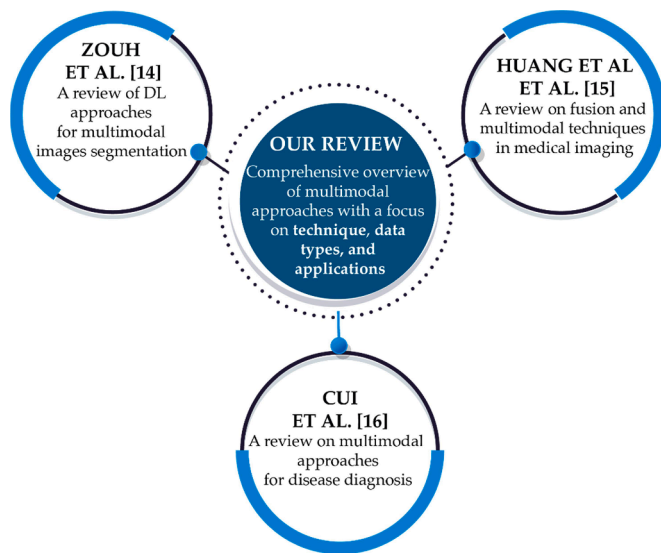 ZOUH
ET AL. [14]
A review of DL
approaches
for multimodal
images segmentation
HUANG ET AL
ET AL. [15]
A review on fusion and
multimodal techniques
in medical imaging
OUR REVIEW
Comprehensive overview
of multimodal
approaches with a focus
on technique, data
types, and
applications
CUI
ET AL. [16]
A review on multimodal
approaches
for disease diagnosis